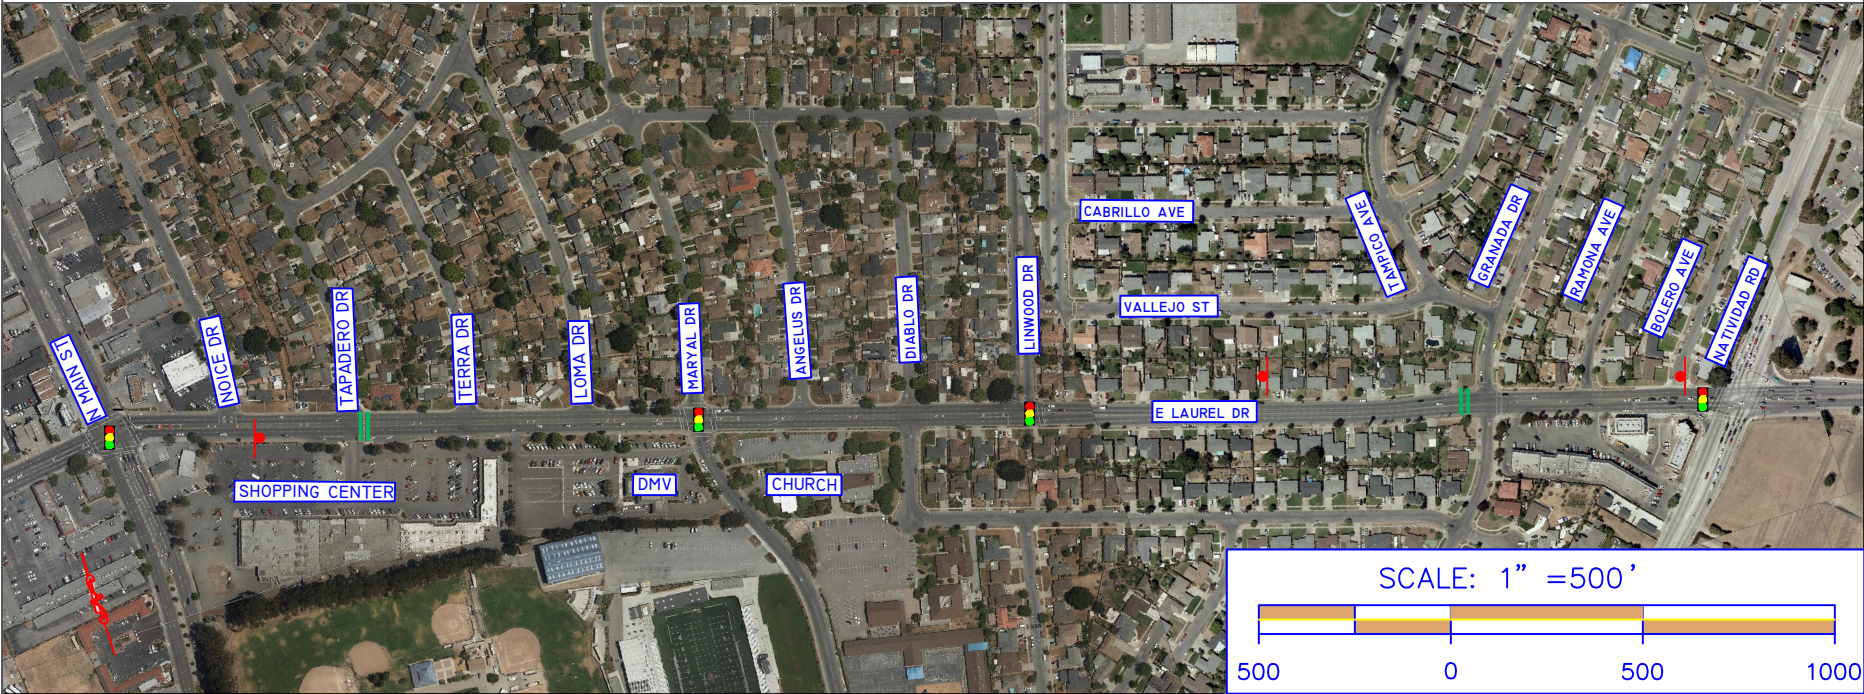 CABRILLO AVE
TAMPICO AVE
GRANADA DR
RAMONA AVE
BOLERO AVE
NATIVIDAD RD
VALLEJO ST
N MAIN ST
NOICE DR
TAPADERO DR
TERRA DR
LOMA DR
MARYAL DR
ANGELUS DR
DIABLO DR
LINWOOD DR
E LAUREL DR
SHOPPING CENTER
DMV
CHURCH
SCALE: 1" =500'
500 0 500 1000